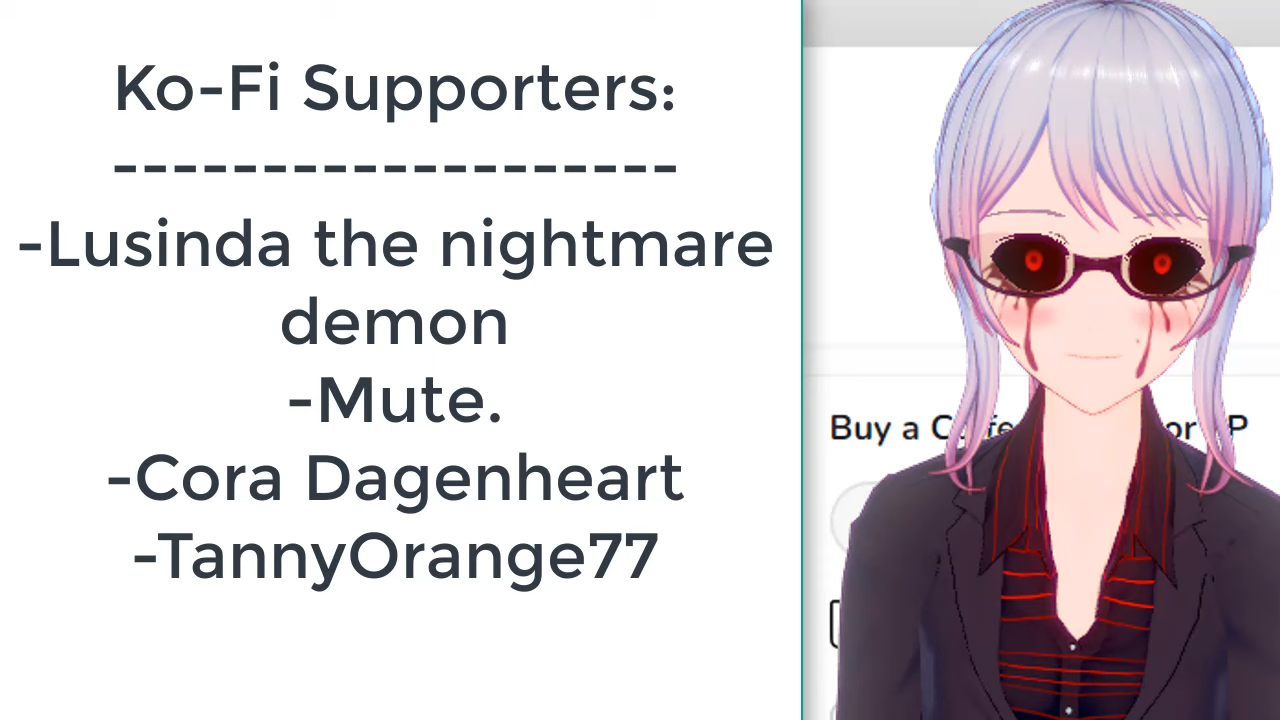 Ko-Fi Supporters:
-------------------
-Lusinda the nightmare
demon
-Mute.
-Cora Dagenheart
-TannyOrange77
Buy a